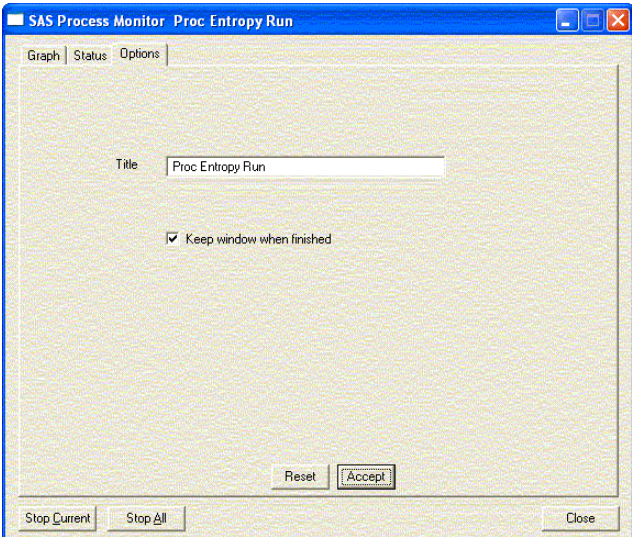 SAS Process Monitor  Proc Entropy Run
Graph Status Options
Title Proc Entropy Run
Keep window when finished
Reset Accept
Stop Current Stop All Close